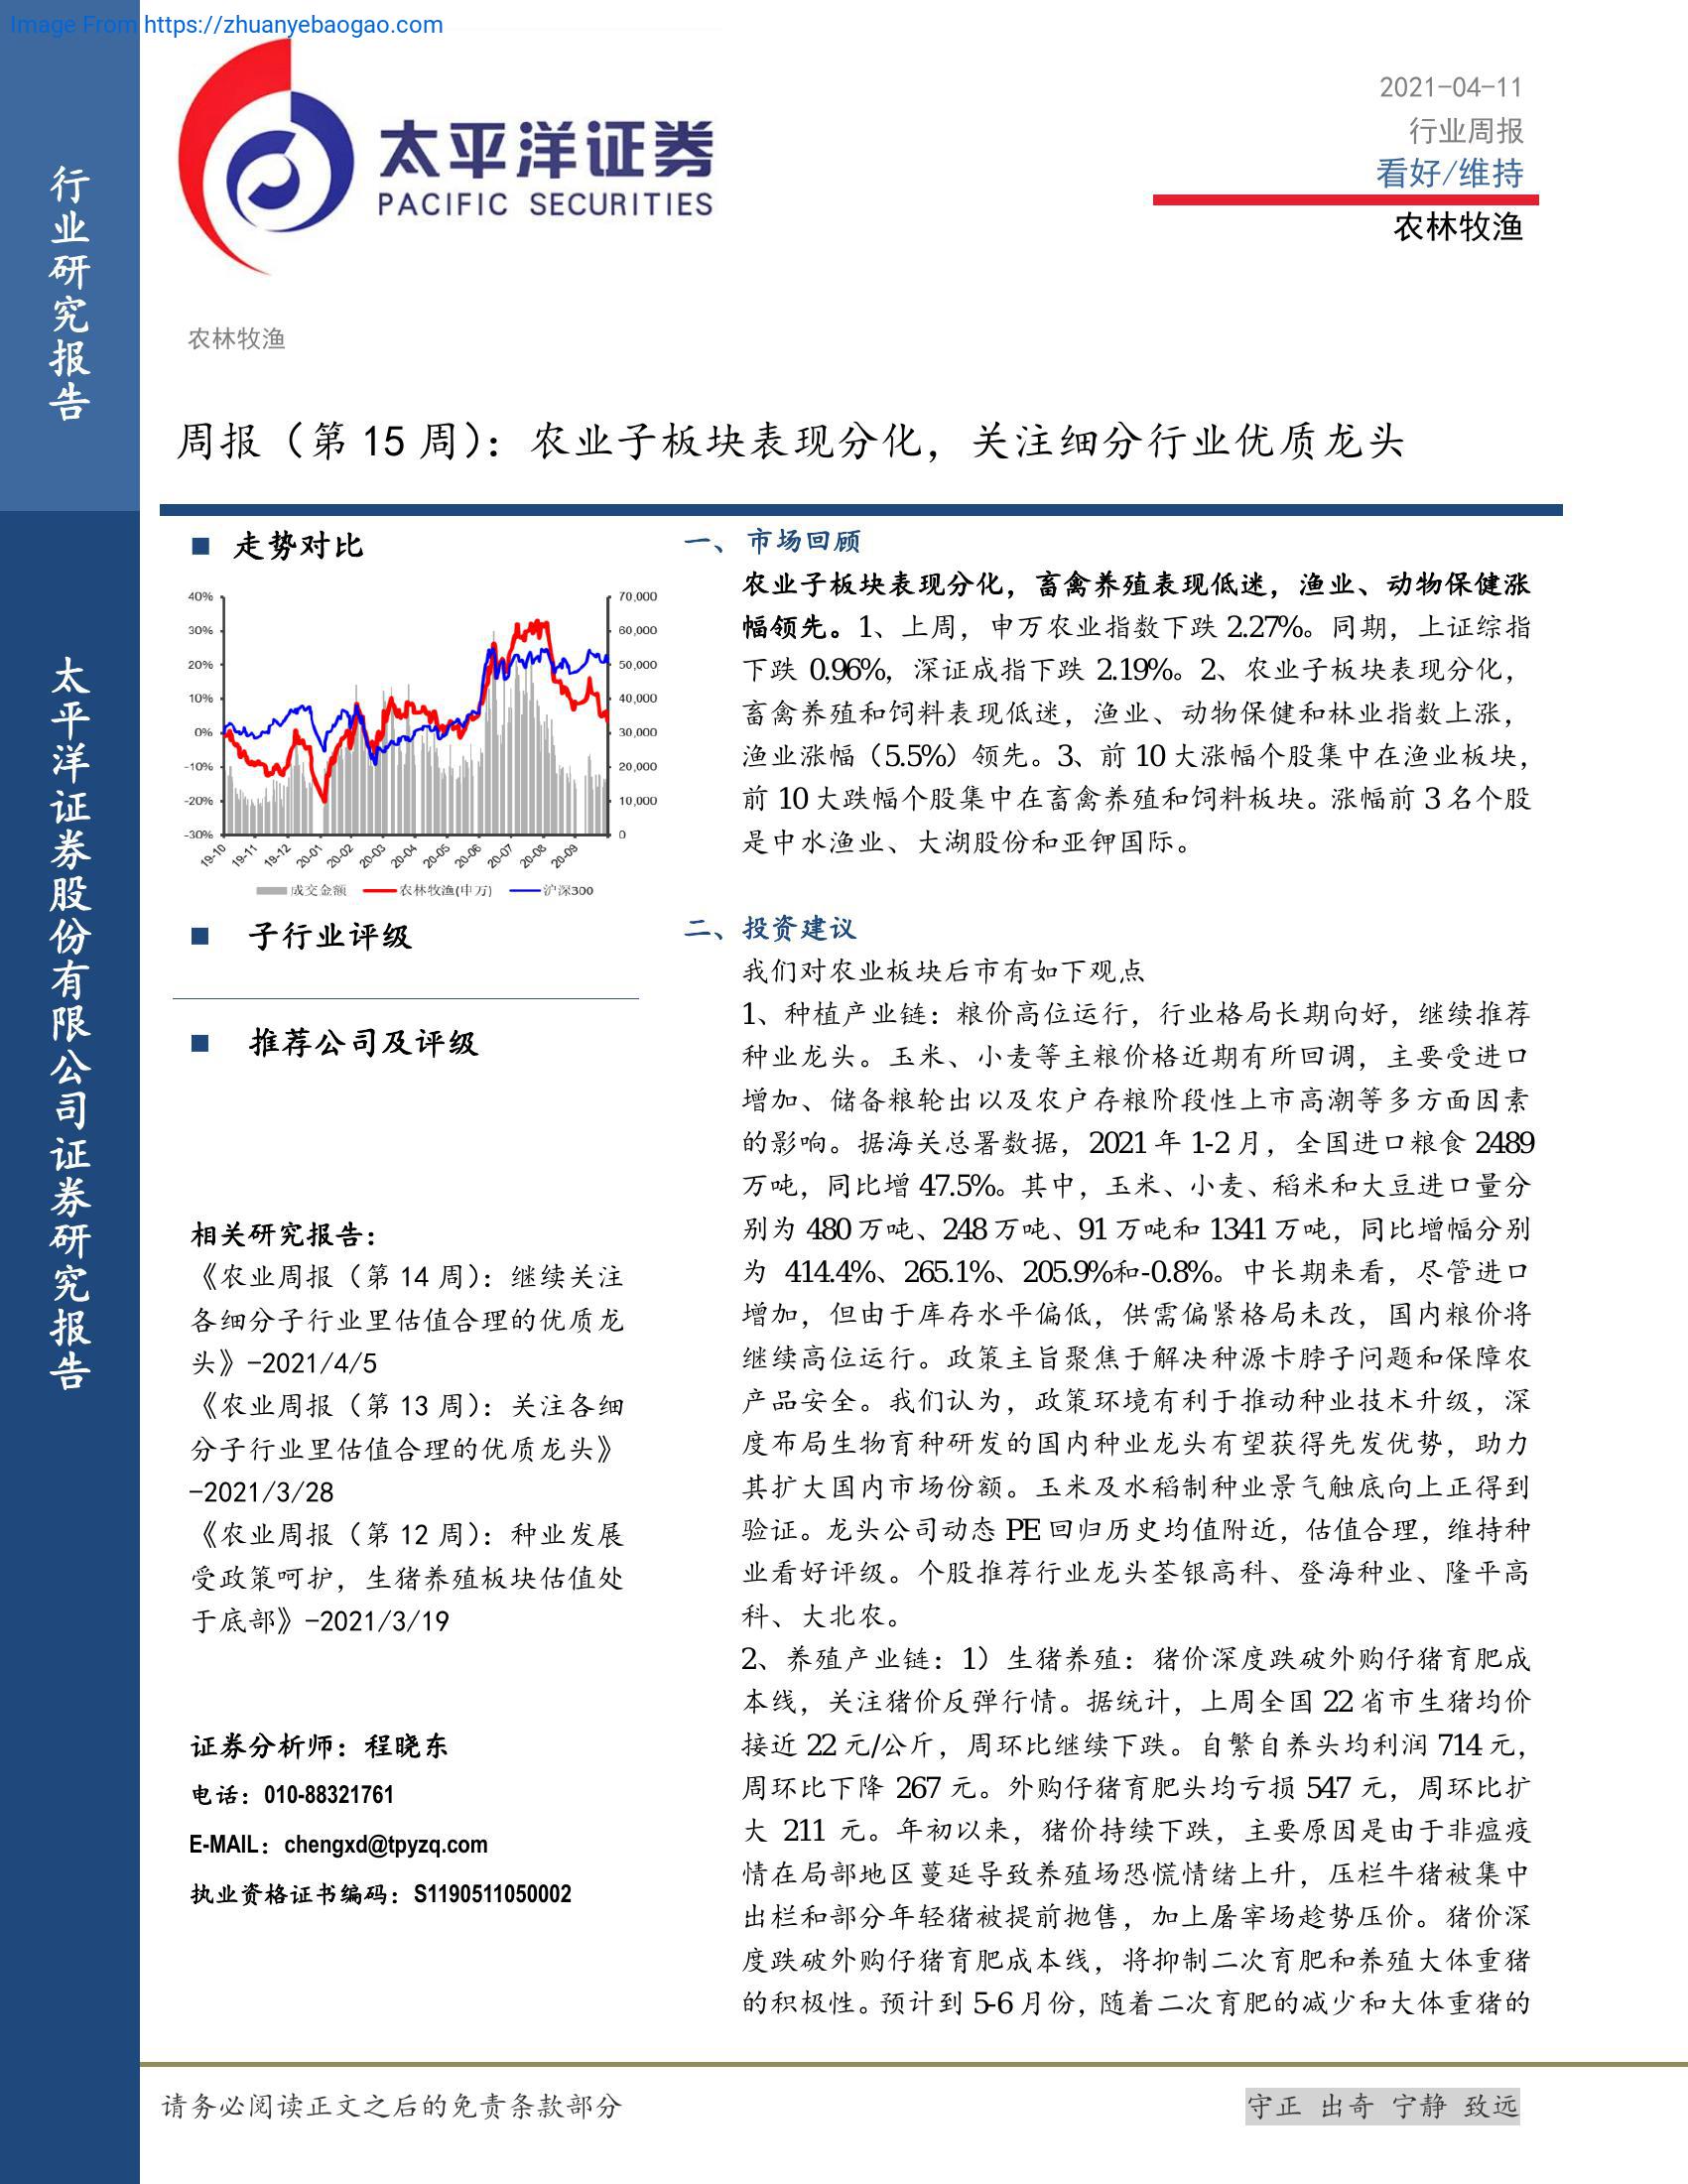 Image From https://zhuanyebaogao.com
行业研究报告
太平洋证券股份有限公司证券研究报告
太平洋证券
PACIFIC SECURITIES
2021-04-11
行业周报
看好/维持
农林牧渔
农林牧渔
周报（第 15 周）：农业子板块表现分化，关注细分行业优质龙头
■ 走势对比
40%
30%
20%
10%
0%
-10%
-20%
-30%
70,000
60,000
50,000
40,000
30,000
20,000
10,000
0
19-10
19-11
19-12
20-01
20-02
20-03
20-04
20-05
20-06
20-07
20-08
20-09
成交金额 农林牧渔(申万) 沪深300
■ 子行业评级
■ 推荐公司及评级
相关研究报告：
《农业周报（第 14 周）：继续关注
各细分子行业里估值合理的优质龙
头》-2021/4/5
《农业周报（第 13 周）：关注各细
分子行业里估值合理的优质龙头》
-2021/3/28
《农业周报（第 12 周）：种业发展
受政策呵护，生猪养殖板块估值处
于底部》-2021/3/19
证券分析师：程晓东
电话：010-88321761
E-MAIL：chengxd@tpyzq.com
执业资格证书编码：S1190511050002
一、 市场回顾
农业子板块表现分化，畜禽养殖表现低迷，渔业、动物保健涨
幅领先。1、上周，申万农业指数下跌 2.27%。同期，上证综指
下跌 0.96%，深证成指下跌 2.19%。2、农业子板块表现分化，
畜禽养殖和饲料表现低迷，渔业、动物保健和林业指数上涨，
渔业涨幅（5.5%）领先。3、前 10 大涨幅个股集中在渔业板块，
前 10 大跌幅个股集中在畜禽养殖和饲料板块。涨幅前 3 名个股
是中水渔业、大湖股份和亚钾国际。
二、投资建议
我们对农业板块后市有如下观点
1、种植产业链：粮价高位运行，行业格局长期向好，继续推荐
种业龙头。玉米、小麦等主粮价格近期有所回调，主要受进口
增加、储备粮轮出以及农户存粮阶段性上市高潮等多方面因素
的影响。据海关总署数据，2021 年 1-2 月，全国进口粮食 2489
万吨，同比增 47.5%。其中，玉米、小麦、稻米和大豆进口量分
别为 480 万吨、248 万吨、91 万吨和 1341 万吨，同比增幅分别
为 414.4%、265.1%、205.9%和-0.8%。中长期来看，尽管进口
增加，但由于库存水平偏低，供需偏紧格局未改，国内粮价将
继续高位运行。政策主旨聚焦于解决种源卡脖子问题和保障农
产品安全。我们认为，政策环境有利于推动种业技术升级，深
度布局生物育种研发的国内种业龙头有望获得先发优势，助力
其扩大国内市场份额。玉米及水稻制种业景气触底向上正得到
验证。龙头公司动态 PE 回归历史均值附近，估值合理，维持种
业看好评级。个股推荐行业龙头荃银高科、登海种业、隆平高
科、大北农。
2、养殖产业链：1）生猪养殖：猪价深度跌破外购仔猪育肥成
本线，关注猪价反弹行情。据统计，上周全国 22 省市生猪均价
接近 22 元/公斤，周环比继续下跌。自繁自养头均利润 714 元，
周环比下降 267 元。外购仔猪育肥头均亏损 547 元，周环比扩
大 211 元。年初以来，猪价持续下跌，主要原因是由于非瘟疫
情在局部地区蔓延导致养殖场恐慌情绪上升，压栏牛猪被集中
出栏和部分年轻猪被提前抛售，加上屠宰场趁势压价。猪价深
度跌破外购仔猪育肥成本线，将抑制二次育肥和养殖大体重猪
的积极性。预计到 5-6 月份，随着二次育肥的减少和大体重猪的
请务必阅读正文之后的免责条款部分
守正 出奇 宁静 致远